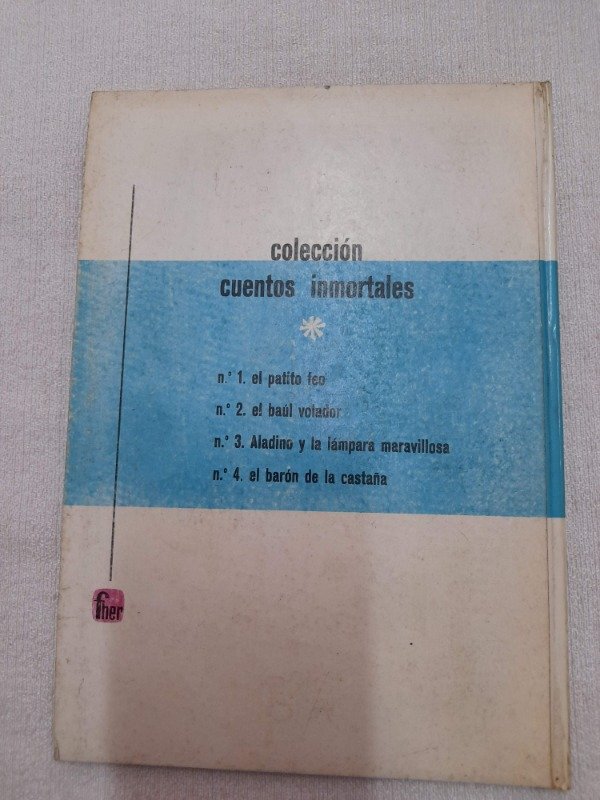 colección
cuentos inmortales
n.º 1. el patito feo
n.º 2. el baúl volador
n.º 3. Aladino y la lámpara maravillosa
n.º 4. el barón de la castaña
fher